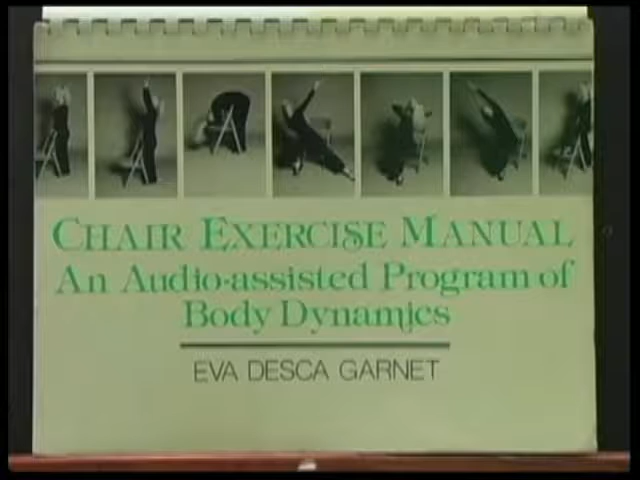 CHAIR EXERCISE MANUAL
An Audio-assisted Program of
Body Dynamics
EVA DESCA GARNET